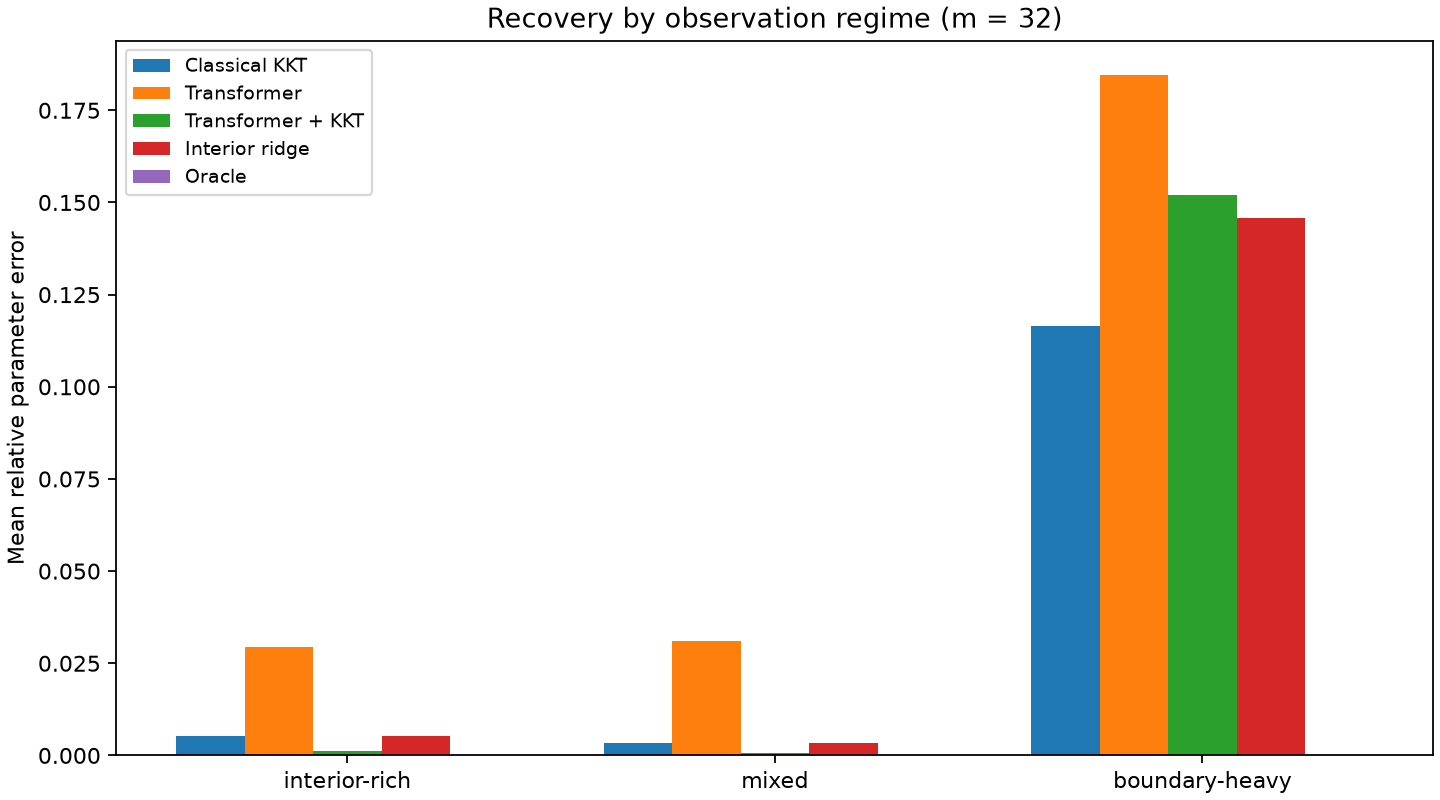 Recovery by observation regime (m = 32)
Classical KKT
Transformer
Transformer + KKT
Interior ridge
Oracle
Mean relative parameter error
0.175
0.150
0.125
0.100
0.075
0.050
0.025
0.000
interior-rich
mixed
boundary-heavy